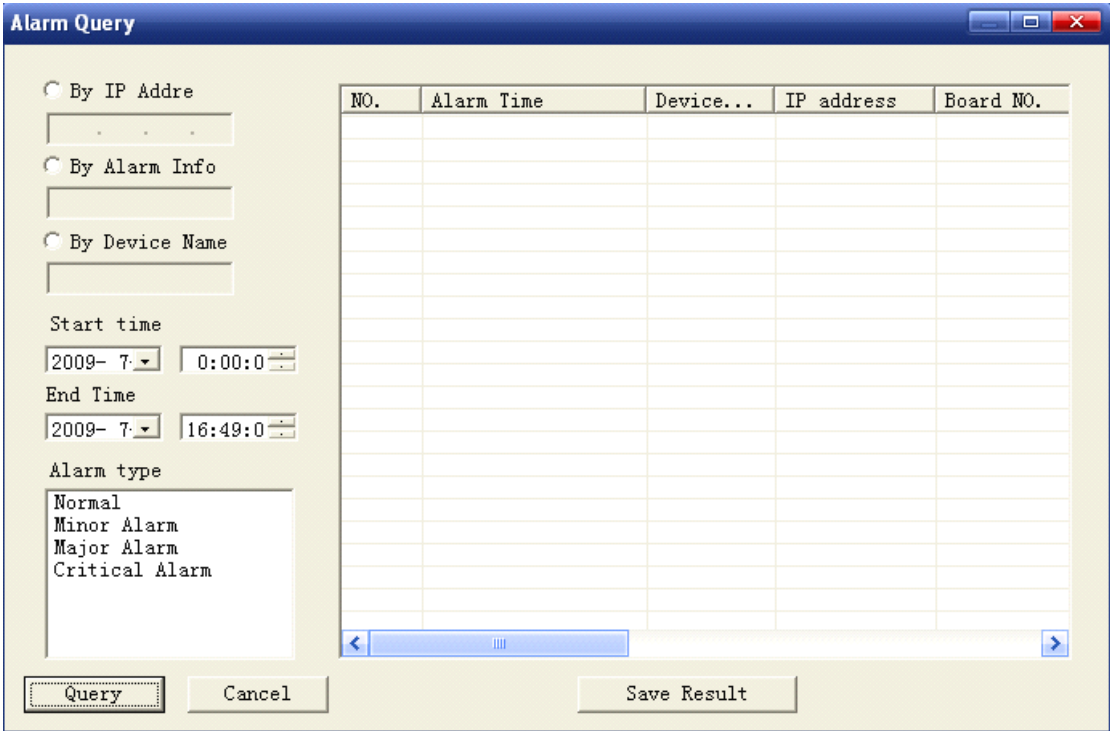 Alarm Query
By IP Addre
. . .
By Alarm Info
By Device Name
Start time
2009- 7- 0:00:0
End Time
2009- 7- 16:49:0
Alarm type
Normal
Minor Alarm
Major Alarm
Critical Alarm
NO. Alarm Time Device... IP address Board NO.
Query Cancel Save Result